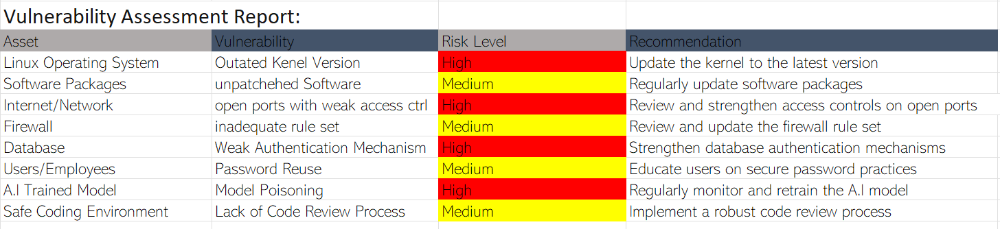 Vulnerability Assessment Report:
Asset Vulnerability Risk Level Recommendation
Linux Operating System Outated Kenel Version High Update the kernel to the latest version
Software Packages unpatchehed Software Medium Regularly update software packages
Internet/Network open ports with weak access ctrl High Review and strengthen access controls on open ports
Firewall inadequate rule set Medium Review and update the firewall rule set
Database Weak Authentication Mechanism High Strengthen database authentication mechanisms
Users/Employees Password Reuse Medium Educate users on secure password practices
A.I Trained Model Model Poisoning High Regularly monitor and retrain the A.I model
Safe Coding Environment Lack of Code Review Process Medium Implement a robust code review process